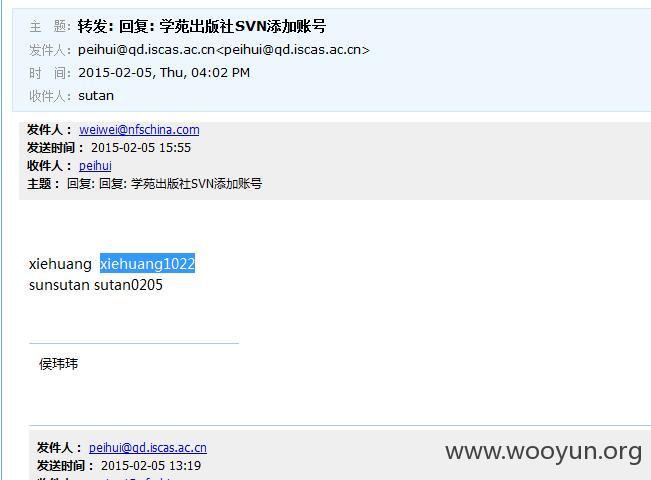 主 题: 转发: 回复: 学苑出版社SVN添加账号
发件人: peihui@qd.iscas.ac.cn<peihui@qd.iscas.ac.cn>
时 间: 2015-02-05, Thu, 04:02 PM
收件人: sutan
发件人： weiwei@nfschina.com
发送时间： 2015-02-05 15:55
收件人： peihui
主题： 回复: 回复: 学苑出版社SVN添加账号
xiehuang xiehuang1022
sunsutan sutan0205
侯玮玮
发件人： peihui@qd.iscas.ac.cn
发送时间： 2015-02-05 13:19
www.wooyun.org